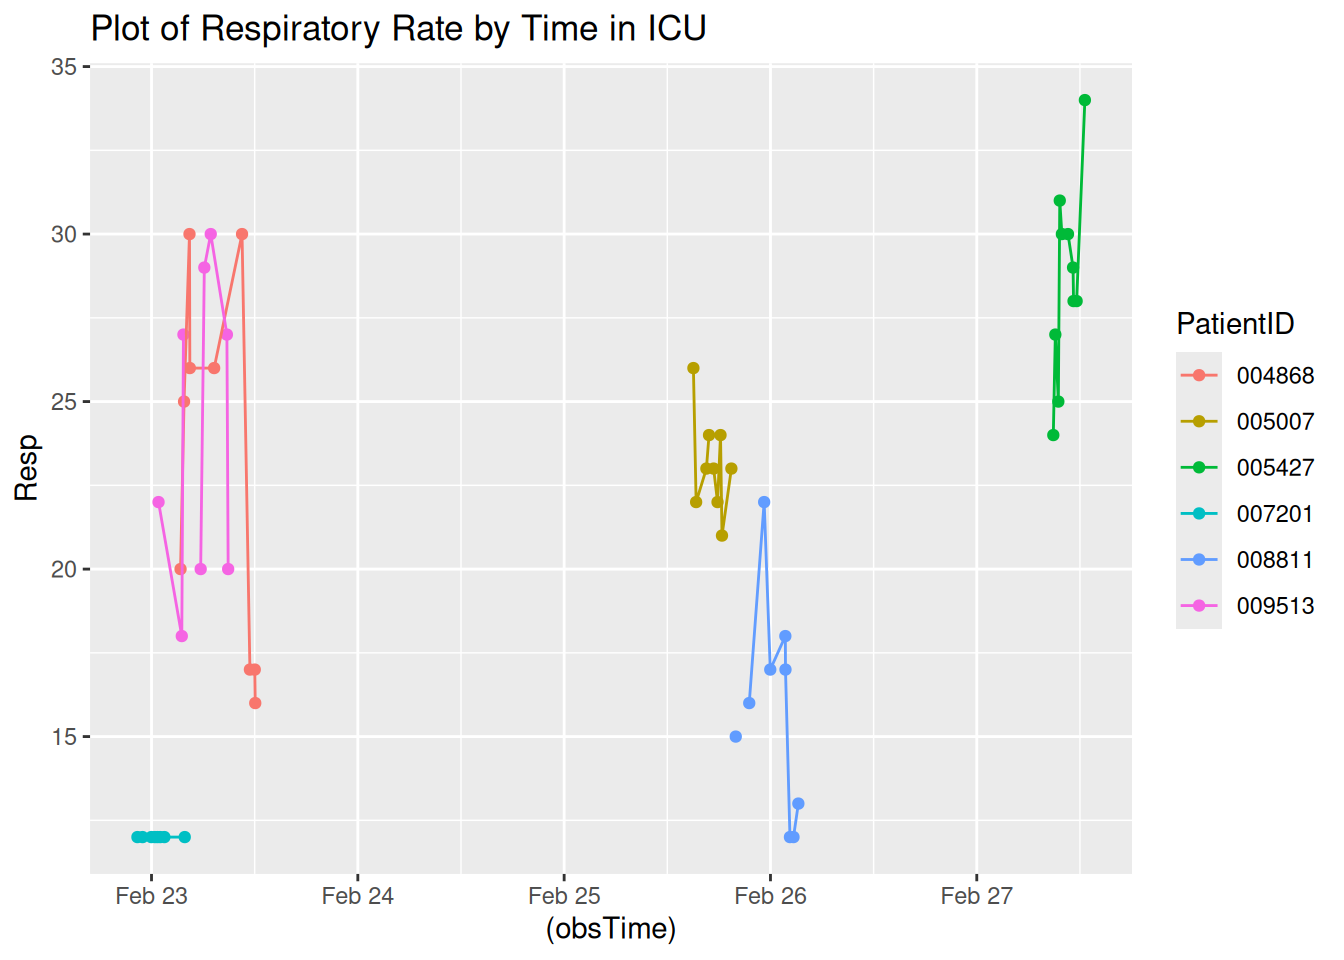 Plot of Respiratory Rate by Time in ICU
35
30
25
20
15
Resp
Feb 23 Feb 24 Feb 25 Feb 26 Feb 27
(obsTime)
PatientID
004868
005007
005427
007201
008811
009513